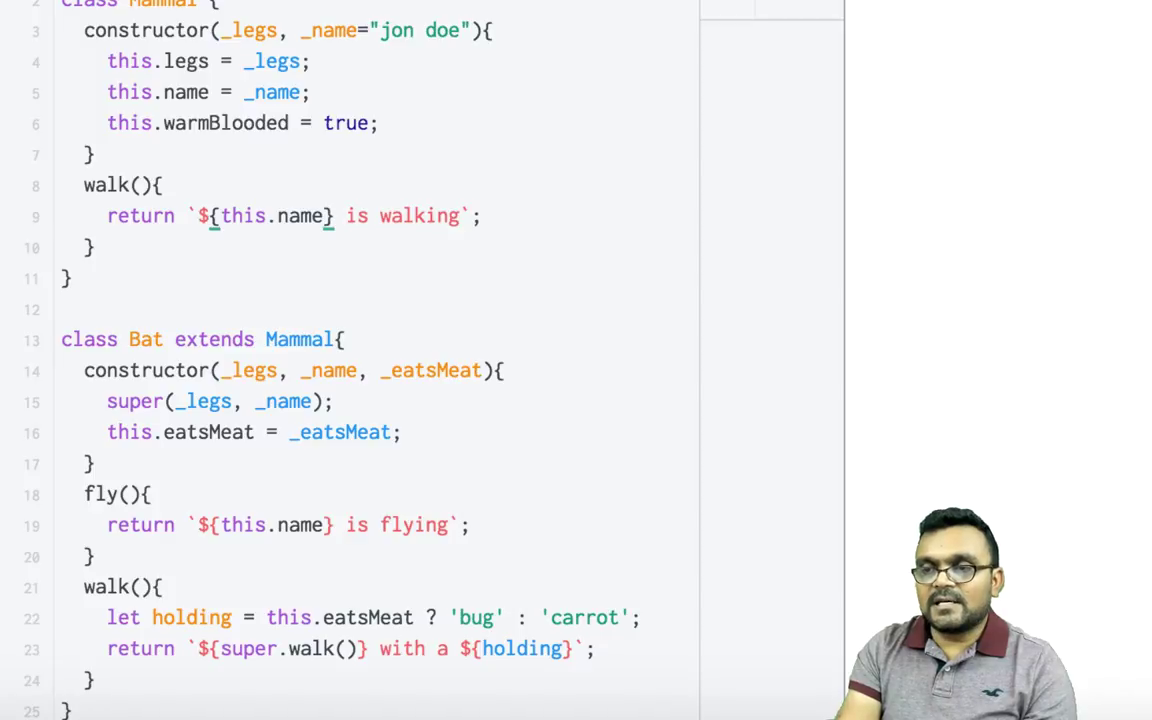 2 class Mammal {
3 constructor(_legs, _name="jon doe"){
4 this.legs = _legs;
5 this.name = _name;
6 this.warmBlooded = true;
7 }
8 walk(){
9 return `${this.name} is walking`;
10 }
11 }
12
13 class Bat extends Mammal{
14 constructor(_legs, _name, _eatsMeat){
15 super(_legs, _name);
16 this.eatsMeat = _eatsMeat;
17 }
18 fly(){
19 return `${this.name} is flying`;
20 }
21 walk(){
22 let holding = this.eatsMeat ? 'bug' : 'carrot';
23 return `${super.walk()} with a ${holding}`;
24 }
25 }